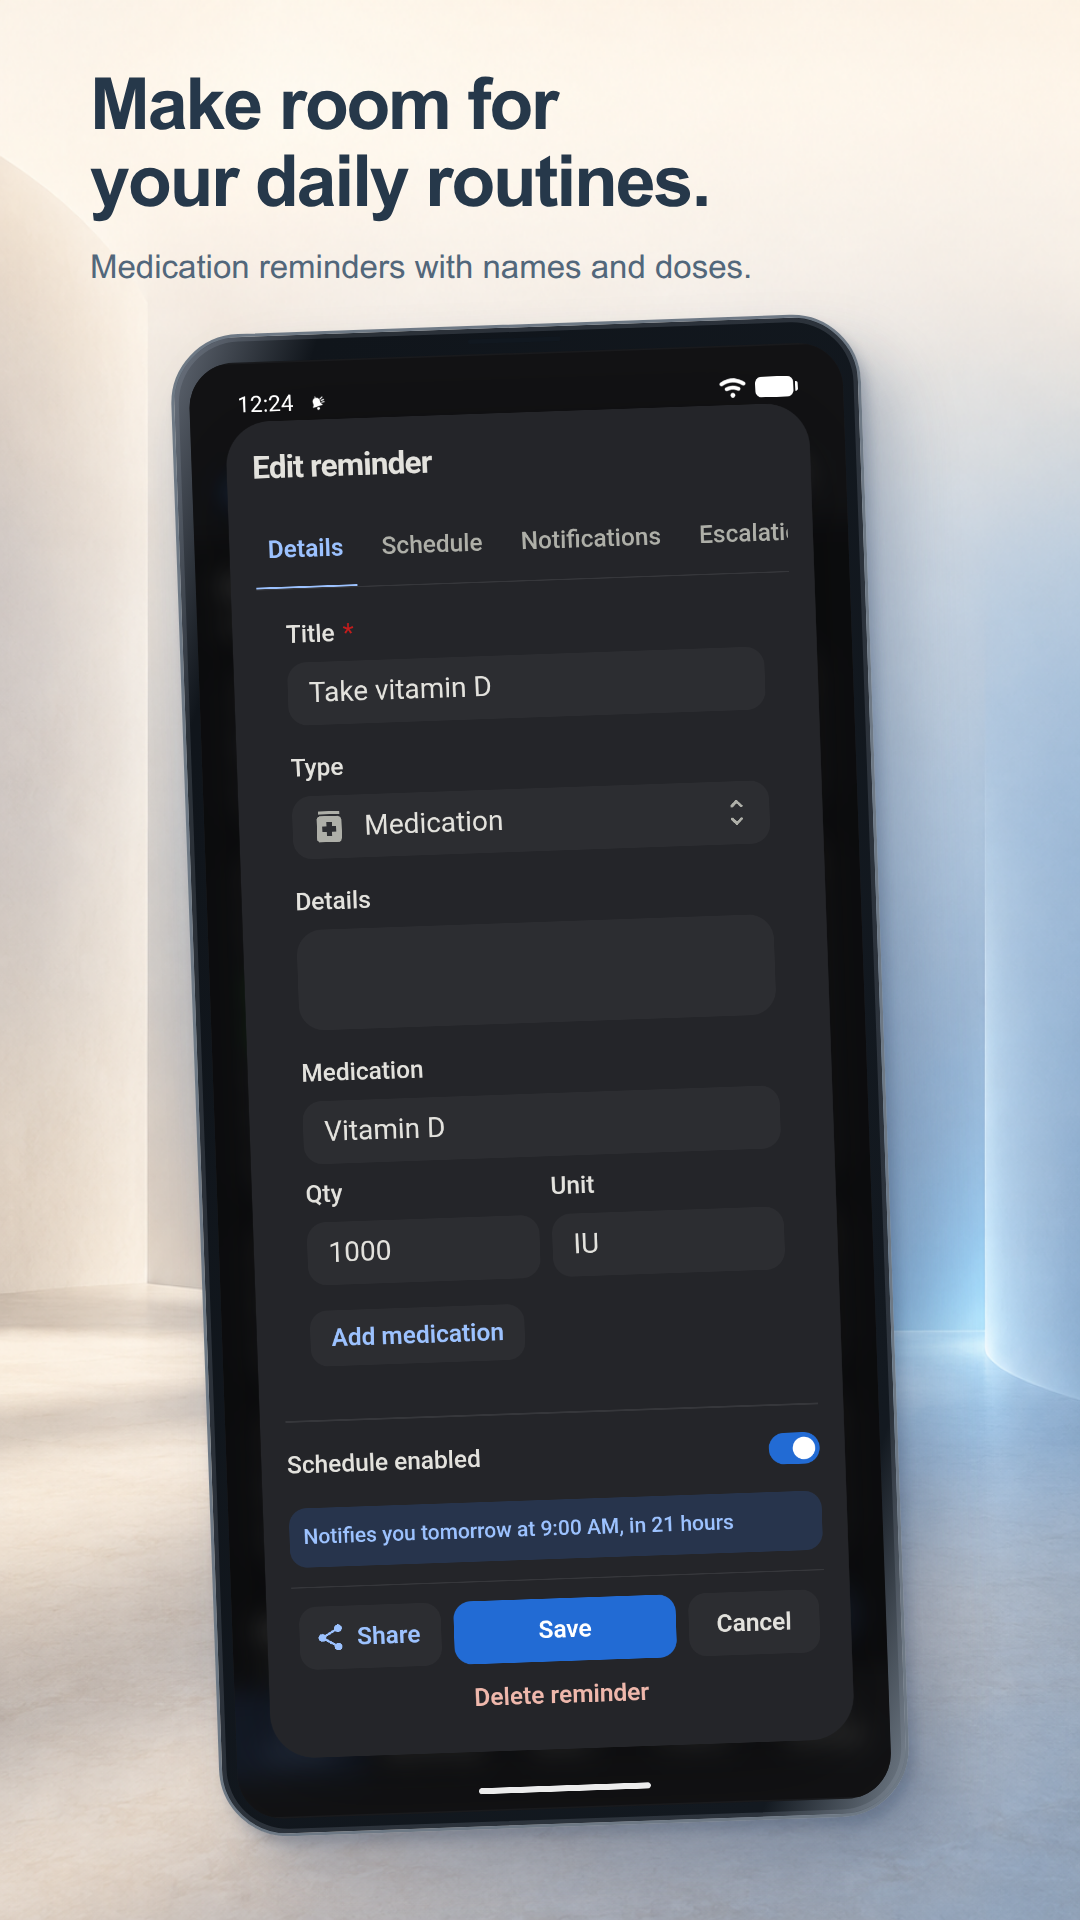 Make room for
your daily routines.
Medication reminders with names and doses.
12:24
Edit reminder
Details Schedule Notifications Escalati
Title *
Take vitamin D
Type
Medication
Details
Medication
Vitamin D
Qty Unit
1000 IU
Add medication
Schedule enabled
Notifies you tomorrow at 9:00 AM, in 21 hours
Share Save Cancel
Delete reminder